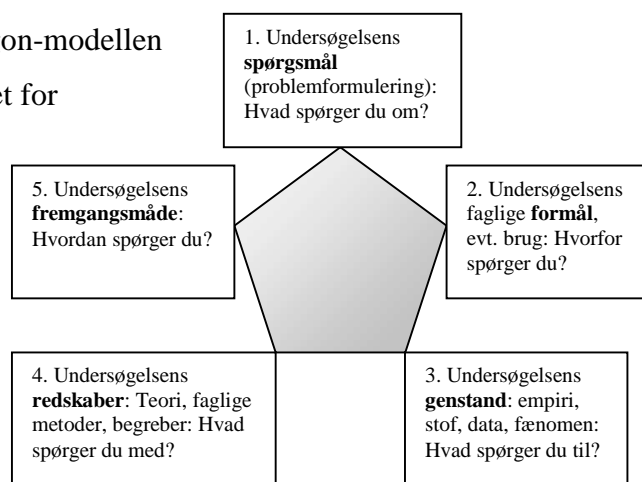 on-modellen
et for
1. Undersøgelsens
spørgsmål
(problemformulering):
Hvad spørger du om?
5. Undersøgelsens
fremgangsmåde:
Hvordan spørger du?
2. Undersøgelsens
faglige formål,
evt. brug: Hvorfor
spørger du?
4. Undersøgelsens
redskaber: Teori, faglige
metoder, begreber: Hvad
spørger du med?
3. Undersøgelsens
genstand: empiri,
stof, data, fænomen:
Hvad spørger du til?